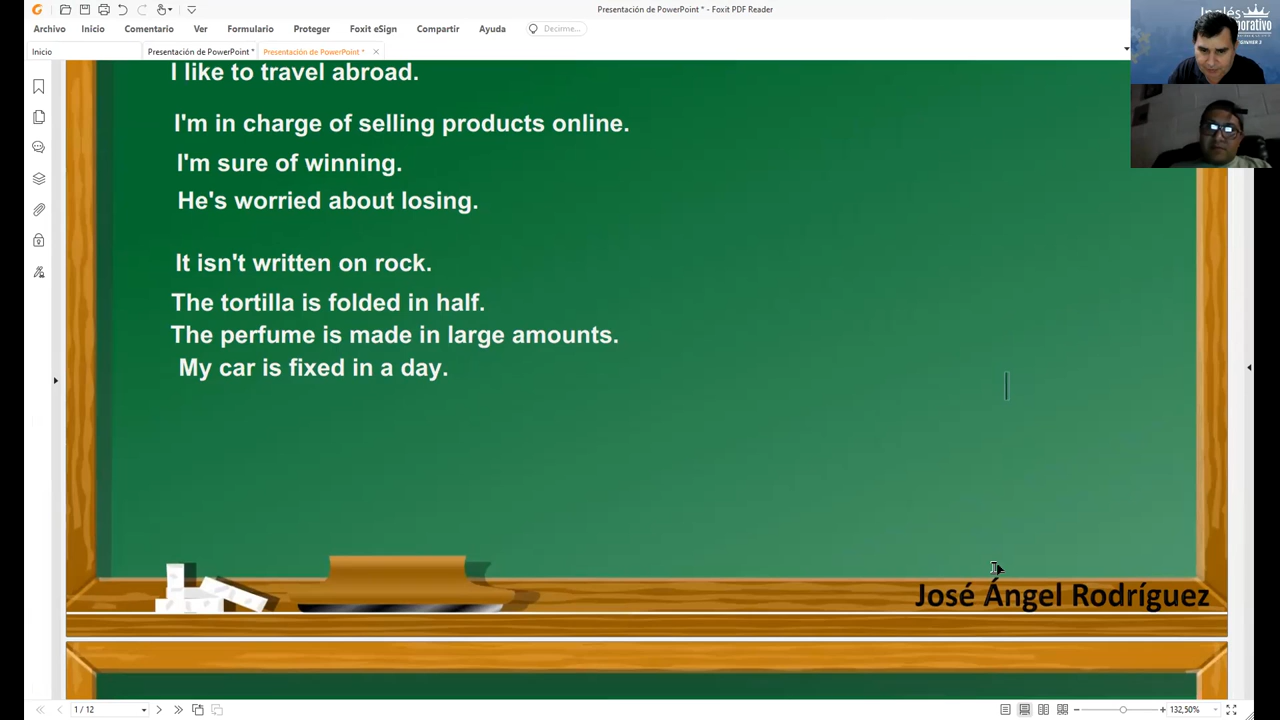 Presentación de PowerPoint * - Foxit PDF Reader
Archivo Inicio Comentario Ver Formulario Proteger Foxit eSign Compartir Ayuda Decirme...
Inicio Presentación de PowerPoint * Presentación de PowerPoint *
Inglés
I like to travel abroad.
I'm in charge of selling products online.
I'm sure of winning.
He's worried about losing.
It isn't written on rock.
The tortilla is folded in half.
The perfume is made in large amounts.
My car is fixed in a day.
José Ángel Rodríguez
1 / 12
132,50%